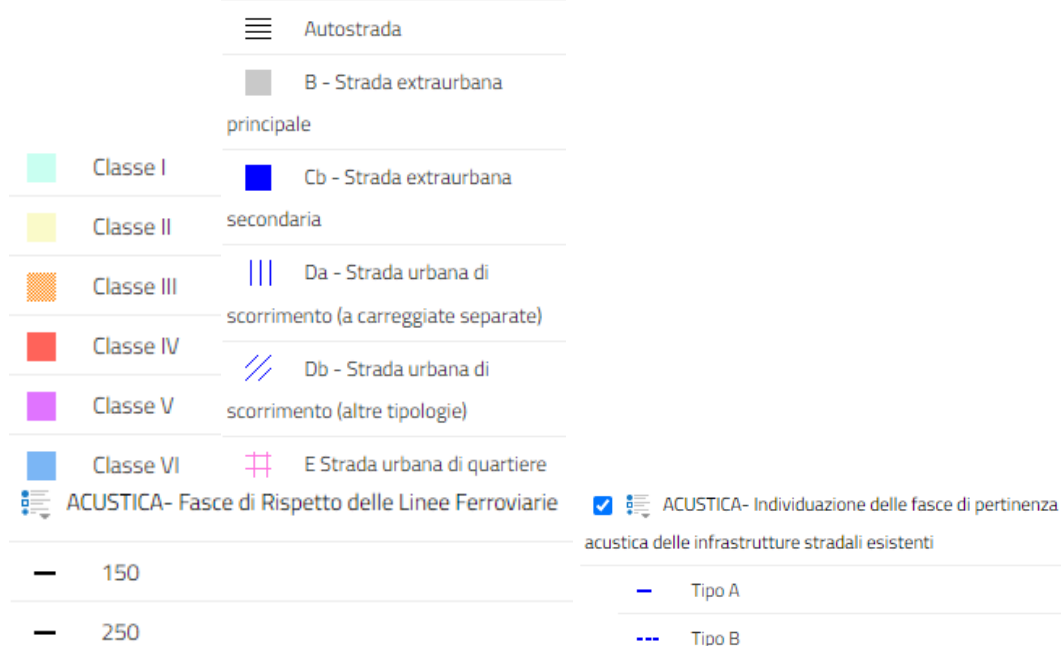 Autostrada
B - Strada extraurbana
principale
Cb - Strada extraurbana
secondaria
Da - Strada urbana di
scorrimento (a carreggiate separate)
Db - Strada urbana di
scorrimento (altre tipologie)
E Strada urbana di quartiere
Classe I
Classe II
Classe III
Classe IV
Classe V
Classe VI
ACUSTICA- Fasce di Rispetto delle Linee Ferroviarie
150
250
ACUSTICA- Individuazione delle fasce di pertinenza
acustica delle infrastrutture stradali esistenti
Tipo A
Tipo B